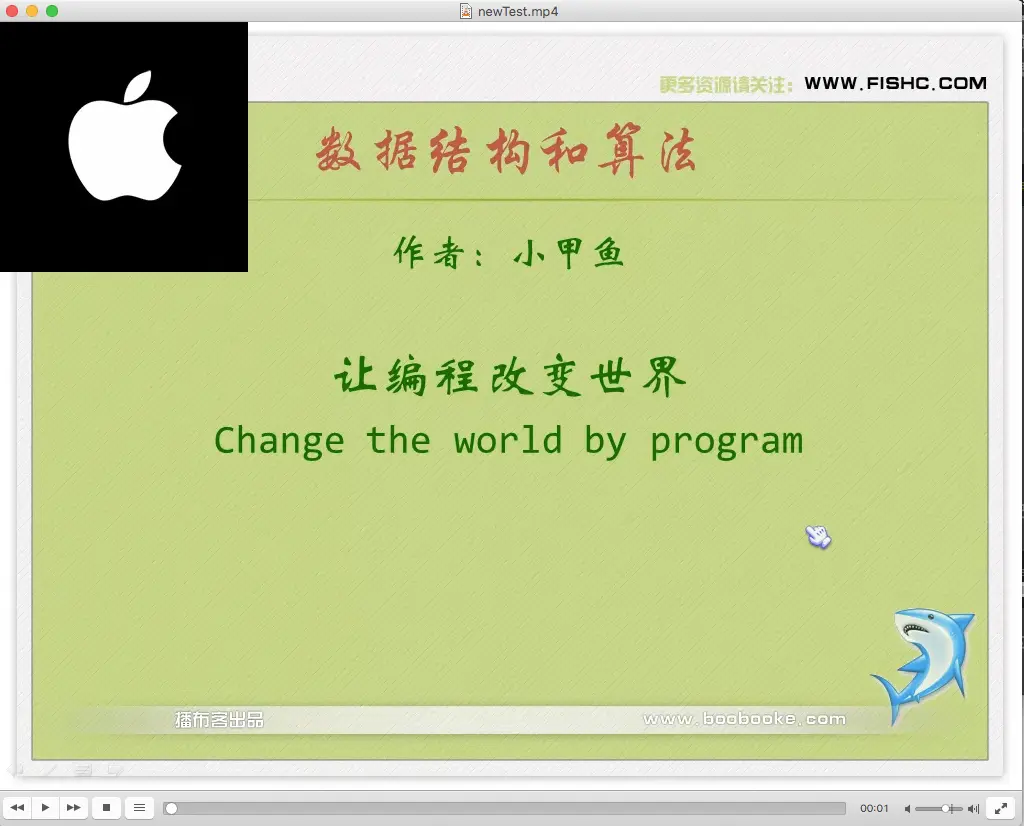 newTest.mp4
更多资源请关注：WWW.FISHC.COM
数据结构和算法
作者：小甲鱼
让编程改变世界
Change the world by program
播布客出品
www.boobooke.com
00:01